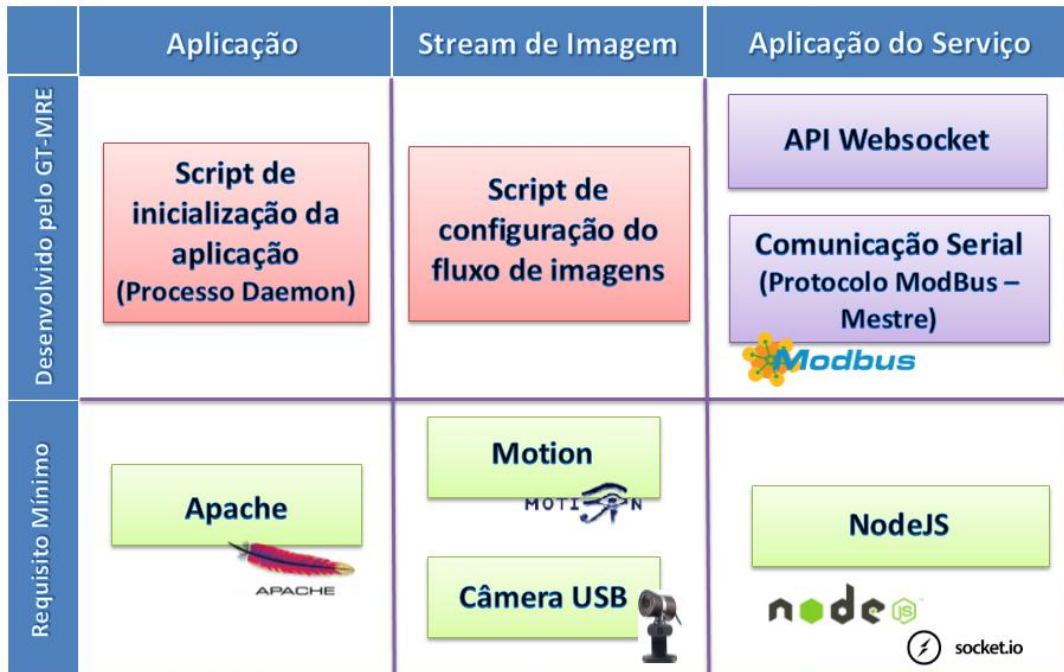 Aplicação
Stream de Imagem
Aplicação do Serviço
Desenvolvido pelo GT-MRE
Script de
inicialização da
aplicação
(Processo Daemon)
Script de
configuração do
fluxo de imagens
API Websocket
Comunicação Serial
(Protocolo ModBus –
Mestre)
Modbus
Requisito Mínimo
Apache
APACHE
Motion
MOTI N
Câmera USB
NodeJS
node JS
socket.io